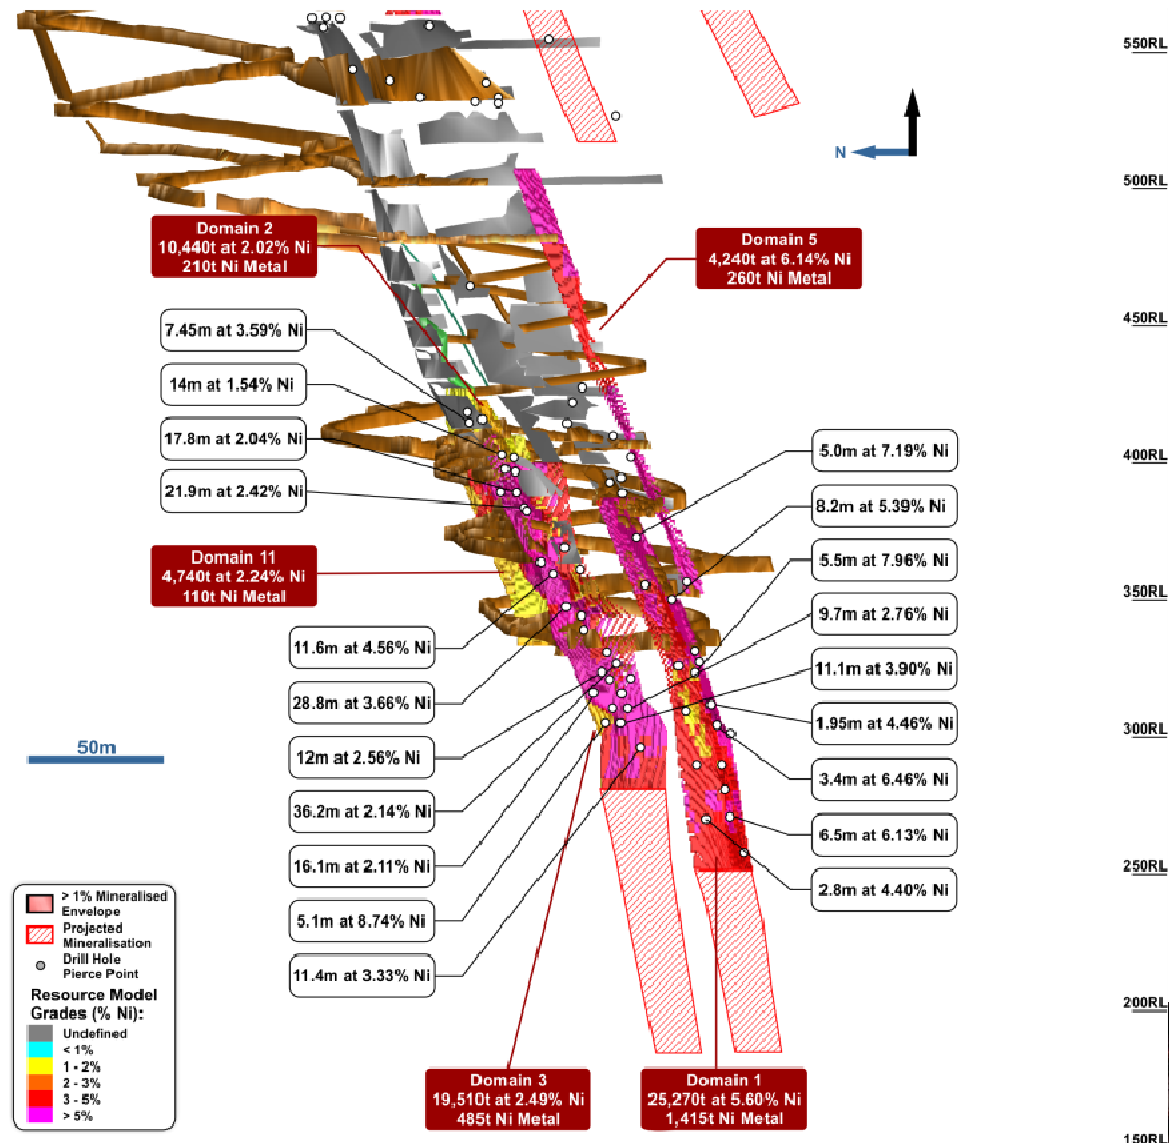 550RL
N
500RL
Domain 2
10,440t at 2.02% Ni
210t Ni Metal
Domain 5
4,240t at 6.14% Ni
260t Ni Metal
450RL
7.45m at 3.59% Ni
14m at 1.54% Ni
17.8m at 2.04% Ni
21.9m at 2.42% Ni
400RL
5.0m at 7.19% Ni
8.2m at 5.39% Ni
5.5m at 7.96% Ni
9.7m at 2.76% Ni
11.1m at 3.90% Ni
1.95m at 4.46% Ni
3.4m at 6.46% Ni
6.5m at 6.13% Ni
2.8m at 4.40% Ni
Domain 11
4,740t at 2.24% Ni
110t Ni Metal
350RL
11.6m at 4.56% Ni
28.8m at 3.66% Ni
12m at 2.56% Ni
36.2m at 2.14% Ni
16.1m at 2.11% Ni
5.1m at 8.74% Ni
11.4m at 3.33% Ni
300RL
50m
250RL
> 1% Mineralised
Envelope
Projected
Mineralisation
Drill Hole
Pierce Point
Resource Model
Grades (% Ni):
Undefined
< 1%
1 - 2%
2 - 3%
3 - 5%
> 5%
200RL
Domain 3
19,510t at 2.49% Ni
485t Ni Metal
Domain 1
25,270t at 5.60% Ni
1,415t Ni Metal
150RL